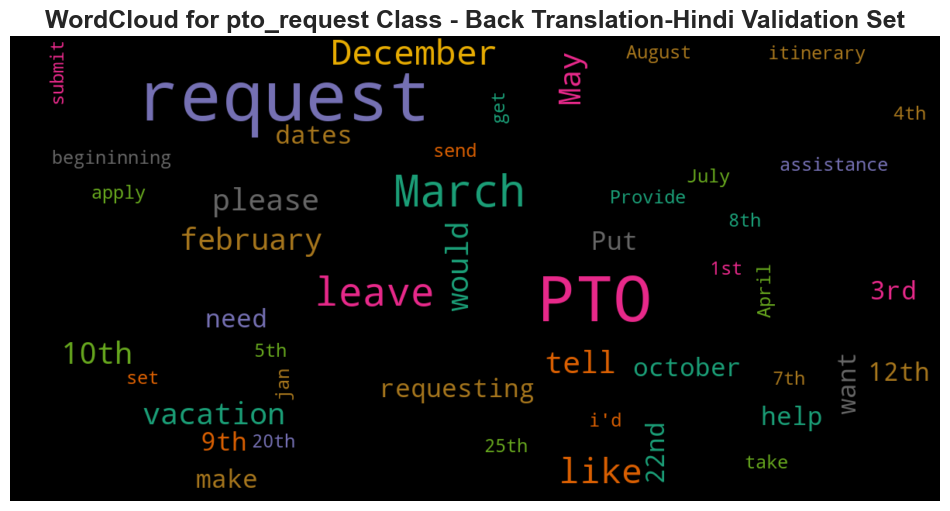 WordCloud for pto_request Class - Back Translation-Hindi Validation Set
submit
December
August
itinerary
May
request
get
4th
dates
send
begininning
assistance
apply
July
please
March
Provide
8th
february
would
Put
1st
leave
PTO
April
3rd
need
10th
5th
tell
october
set
jan
requesting
7th
want
12th
vacation
i'd
help
9th
20th
25th
22nd
like
take
make